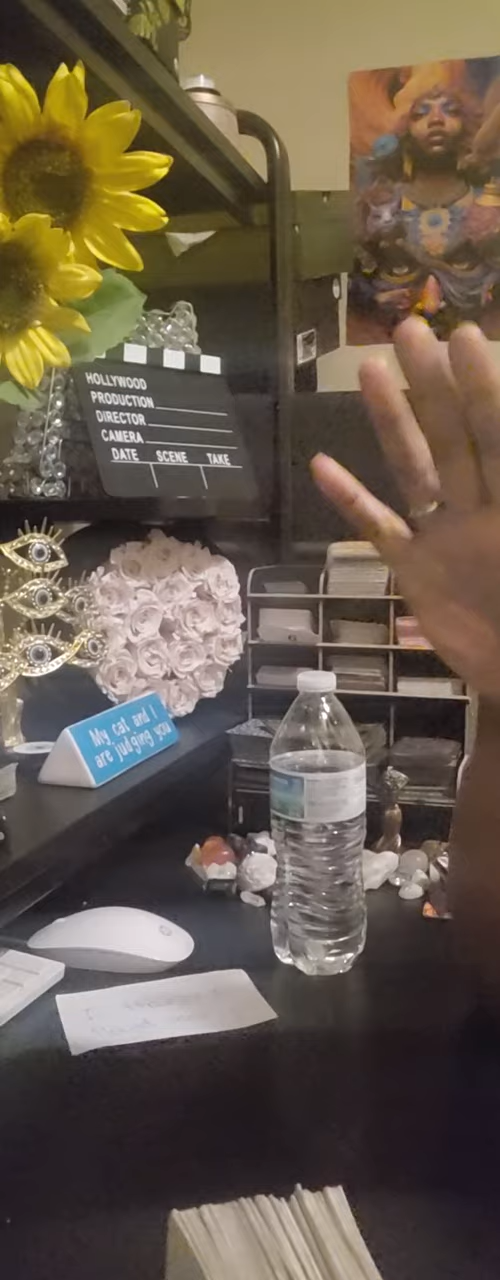 HOLLYWOOD
PRODUCTION
DIRECTOR
CAMERA
DATE SCENE TAKE
My cat and I
are judging you